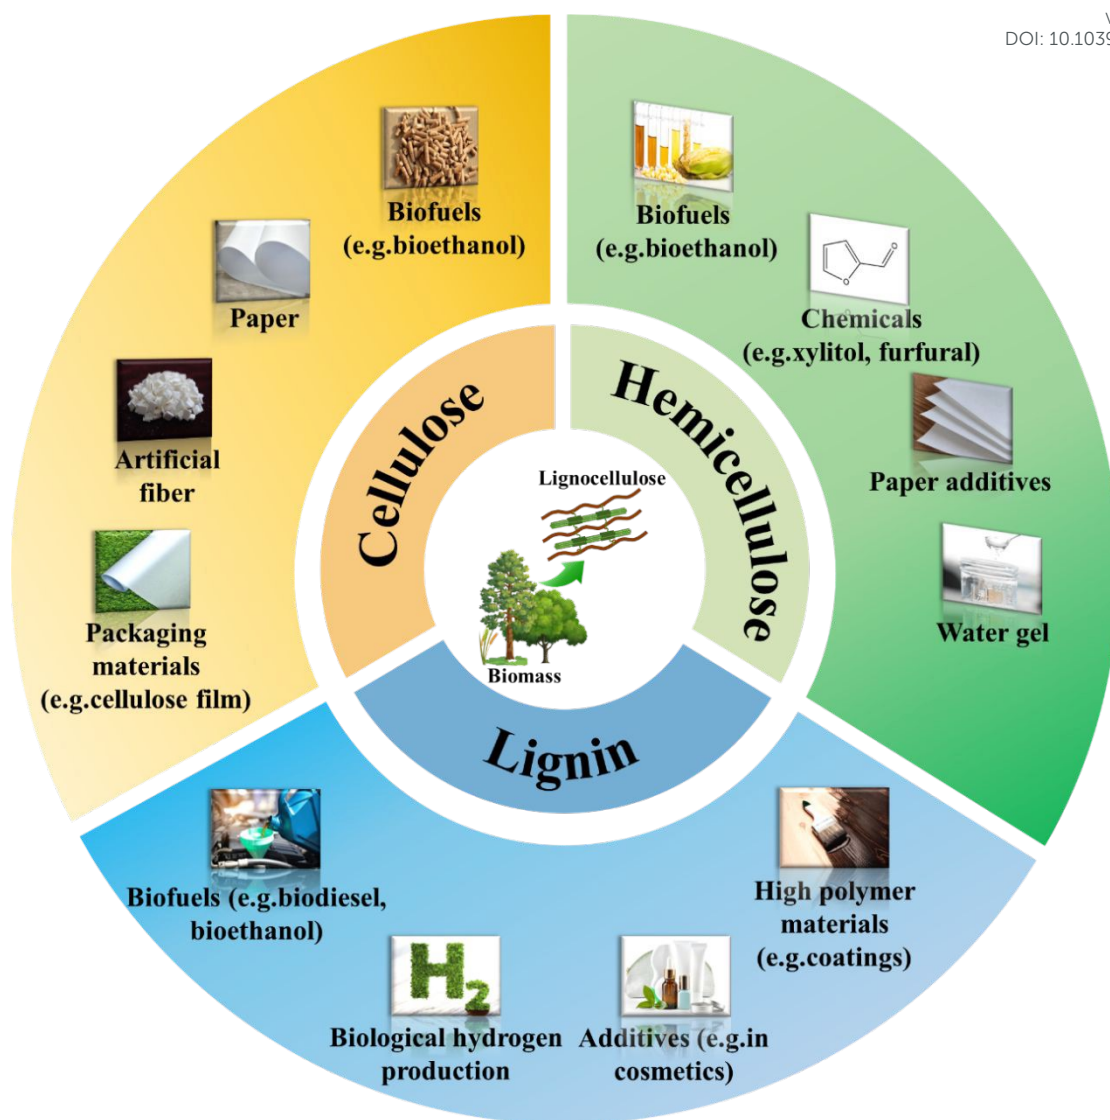 V
DOI: 10.1039
Biofuels
(e.g.bioethanol)
Paper
Artificial
fiber
Packaging
materials
(e.g.cellulose film)
Cellulose
Biofuels
(e.g.bioethanol)
Chemicals
(e.g.xylitol, furfural)
O
O
Paper additives
Water gel
Hemicellulose
Lignocellulose
Biomass
Lignin
Biofuels (e.g.biodiesel,
bioethanol)
H2
Biological hydrogen
production
Additives (e.g.in
cosmetics)
High polymer
materials
(e.g.coatings)